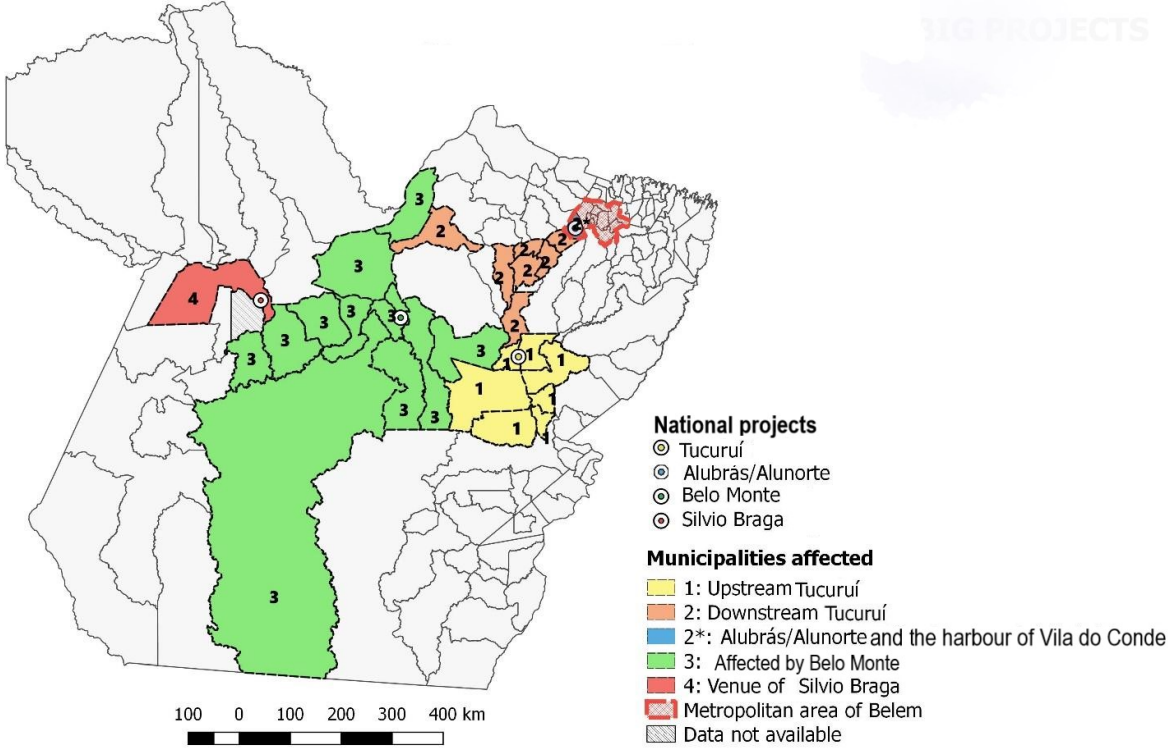 BIG PROJECTS
3
2
2*
2
3
2
2
2
2
4
2
3
3
3
3
3
3
1
1
1
3
1
3
3
1
1
1
3
National projects
Tucuruí
Alubrás/Alunorte
Belo Monte
Silvio Braga
Municipalities affected
1: Upstream Tucuruí
2: Downstream Tucuruí
2*: Alubrás/Alunorte and the harbour of Vila do Conde
3: Affected by Belo Monte
4: Venue of Silvio Braga
Metropolitan area of Belem
Data not available
100 0 100 200 300 400 km